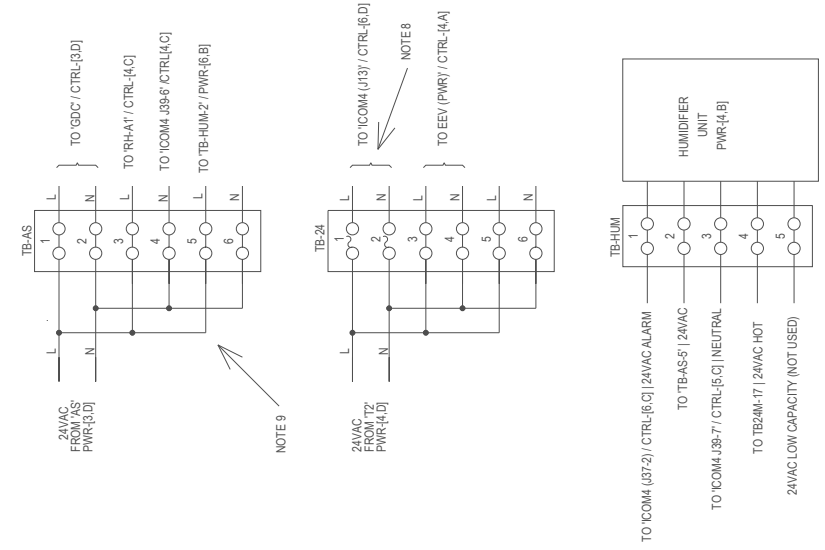 TB-AS
24VAC
FROM 'AS'
PWR-[3,D]
L
N
1
2
3
4
5
6
L
N
L
N
L
N
TO 'GDC' / CTRL-[3,D]
TO 'RH-A1' / CTRL-[4,C]
TO 'ICOM4 J39-6' /CTRL[4,C]
TO 'TB-HUM-2' / PWR-[6,B]
NOTE 9
TB-24
24VAC
FROM 'T2'
PWR-[4,D]
L
N
1
2
3
4
5
6
L
N
L
N
L
N
TO 'ICOM4 (J13)' / CTRL-[6,D]
NOTE 8
TO EEV (PWR)' / CTRL-[4,A]
TB-HUM
1
2
3
4
5
TO 'ICOM4 (J37-2) / CTRL-[6,C] | 24VAC ALARM
TO 'TB-AS-5' | 24VAC
TO 'ICOM4 J39-7' / CTRL-[5,C] | NEUTRAL
TO TB24M-17 | 24VAC HOT
24VAC LOW CAPACITY (NOT USED)
HUMIDIFIER
UNIT
PWR-[4,B]